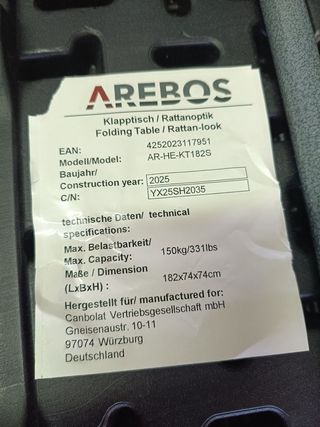 AREBOS
Klapptisch / Rattanoptik
Folding Table / Rattan-look
EAN: 4252023117951
Modell/Model: AR-HE-KT182S
Baujahr/
Construction year: 2025
C/N: YX25SH2035
technische Daten/ technical
specifications:
Max. Belastbarkeit/
Max. Capacity: 150kg/331lbs
Maße / Dimension
(LxBxH) : 182x74x74cm
Hergestellt für/ manufactured for:
Canbolat Vertriebsgesellschaft mbH
Gneisenaustr. 10-11
97074 Würzburg
Deutschland